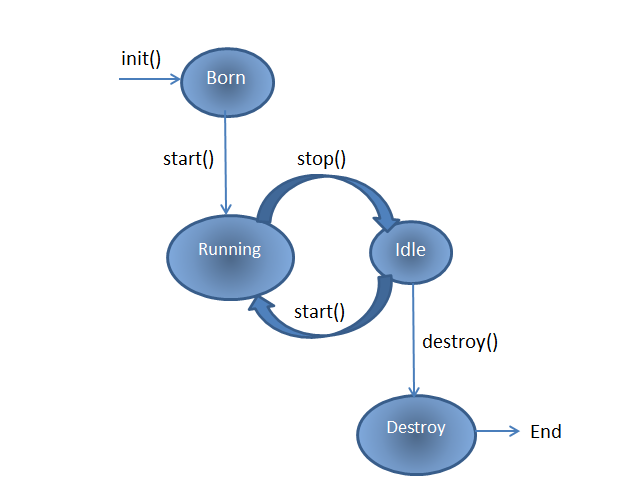 init()
Born
start()
stop()
Running
Idle
start()
destroy()
Destroy
End